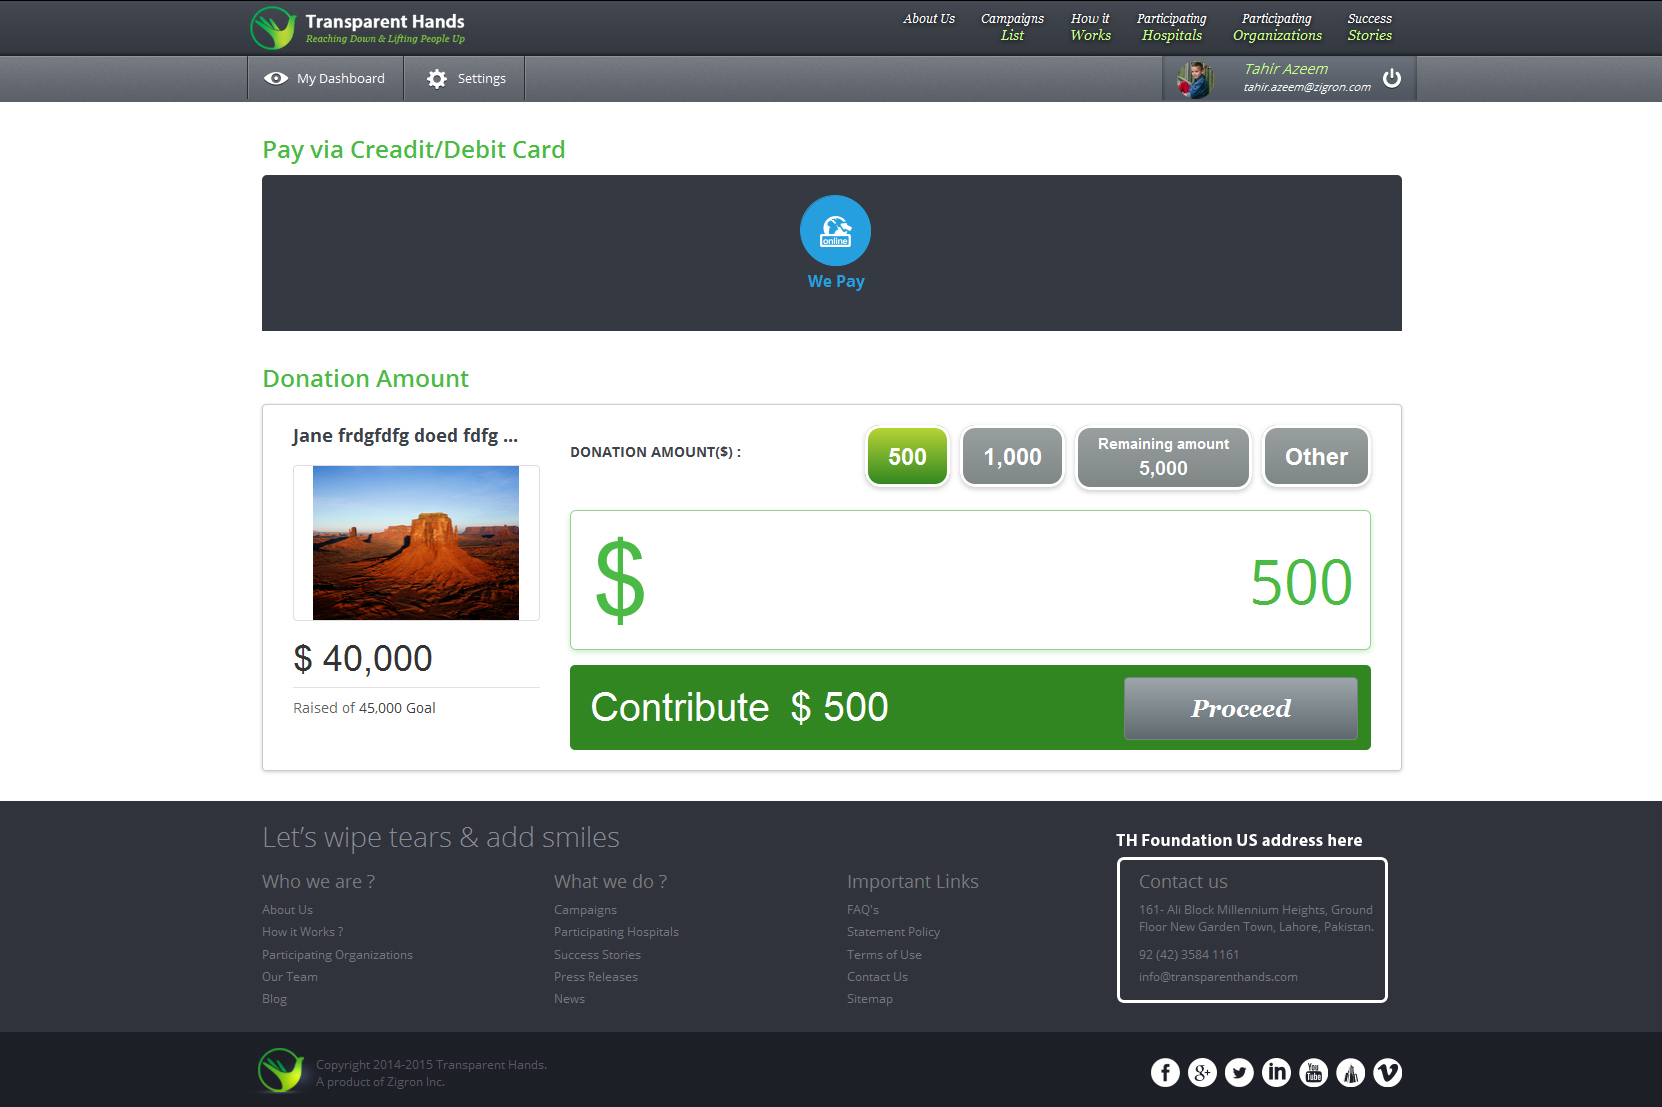 Transparent Hands
Reaching Down & Lifting People Up
About Us
Campaigns
List
How it
Works
Participating
Hospitals
Participating
Organizations
Success
Stories
My Dashboard
Settings
Tahir Azeem
tahir.azeem@zigron.com
Pay via Creadit/Debit Card
online
We Pay
Donation Amount
Jane frdgfdfg doed fdfg ...
$ 40,000
Raised of 45,000 Goal
DONATION AMOUNT($) :
500
1,000
Remaining amount
5,000
Other
$ 500
Contribute $ 500
Proceed
Let's wipe tears & add smiles
Who we are ?
About Us
How it Works ?
Participating Organizations
Our Team
Blog
What we do ?
Campaigns
Participating Hospitals
Success Stories
Press Releases
News
Important Links
FAQ's
Statement Policy
Terms of Use
Contact Us
Sitemap
TH Foundation US address here
Contact us
161- Ali Block Millennium Heights, Ground
Floor New Garden Town, Lahore, Pakistan.
92 (42) 3584 1161
info@transparenthands.com
Copyright 2014-2015 Transparent Hands.
A product of Zigron Inc.
f
g+
in
You
Tube
V